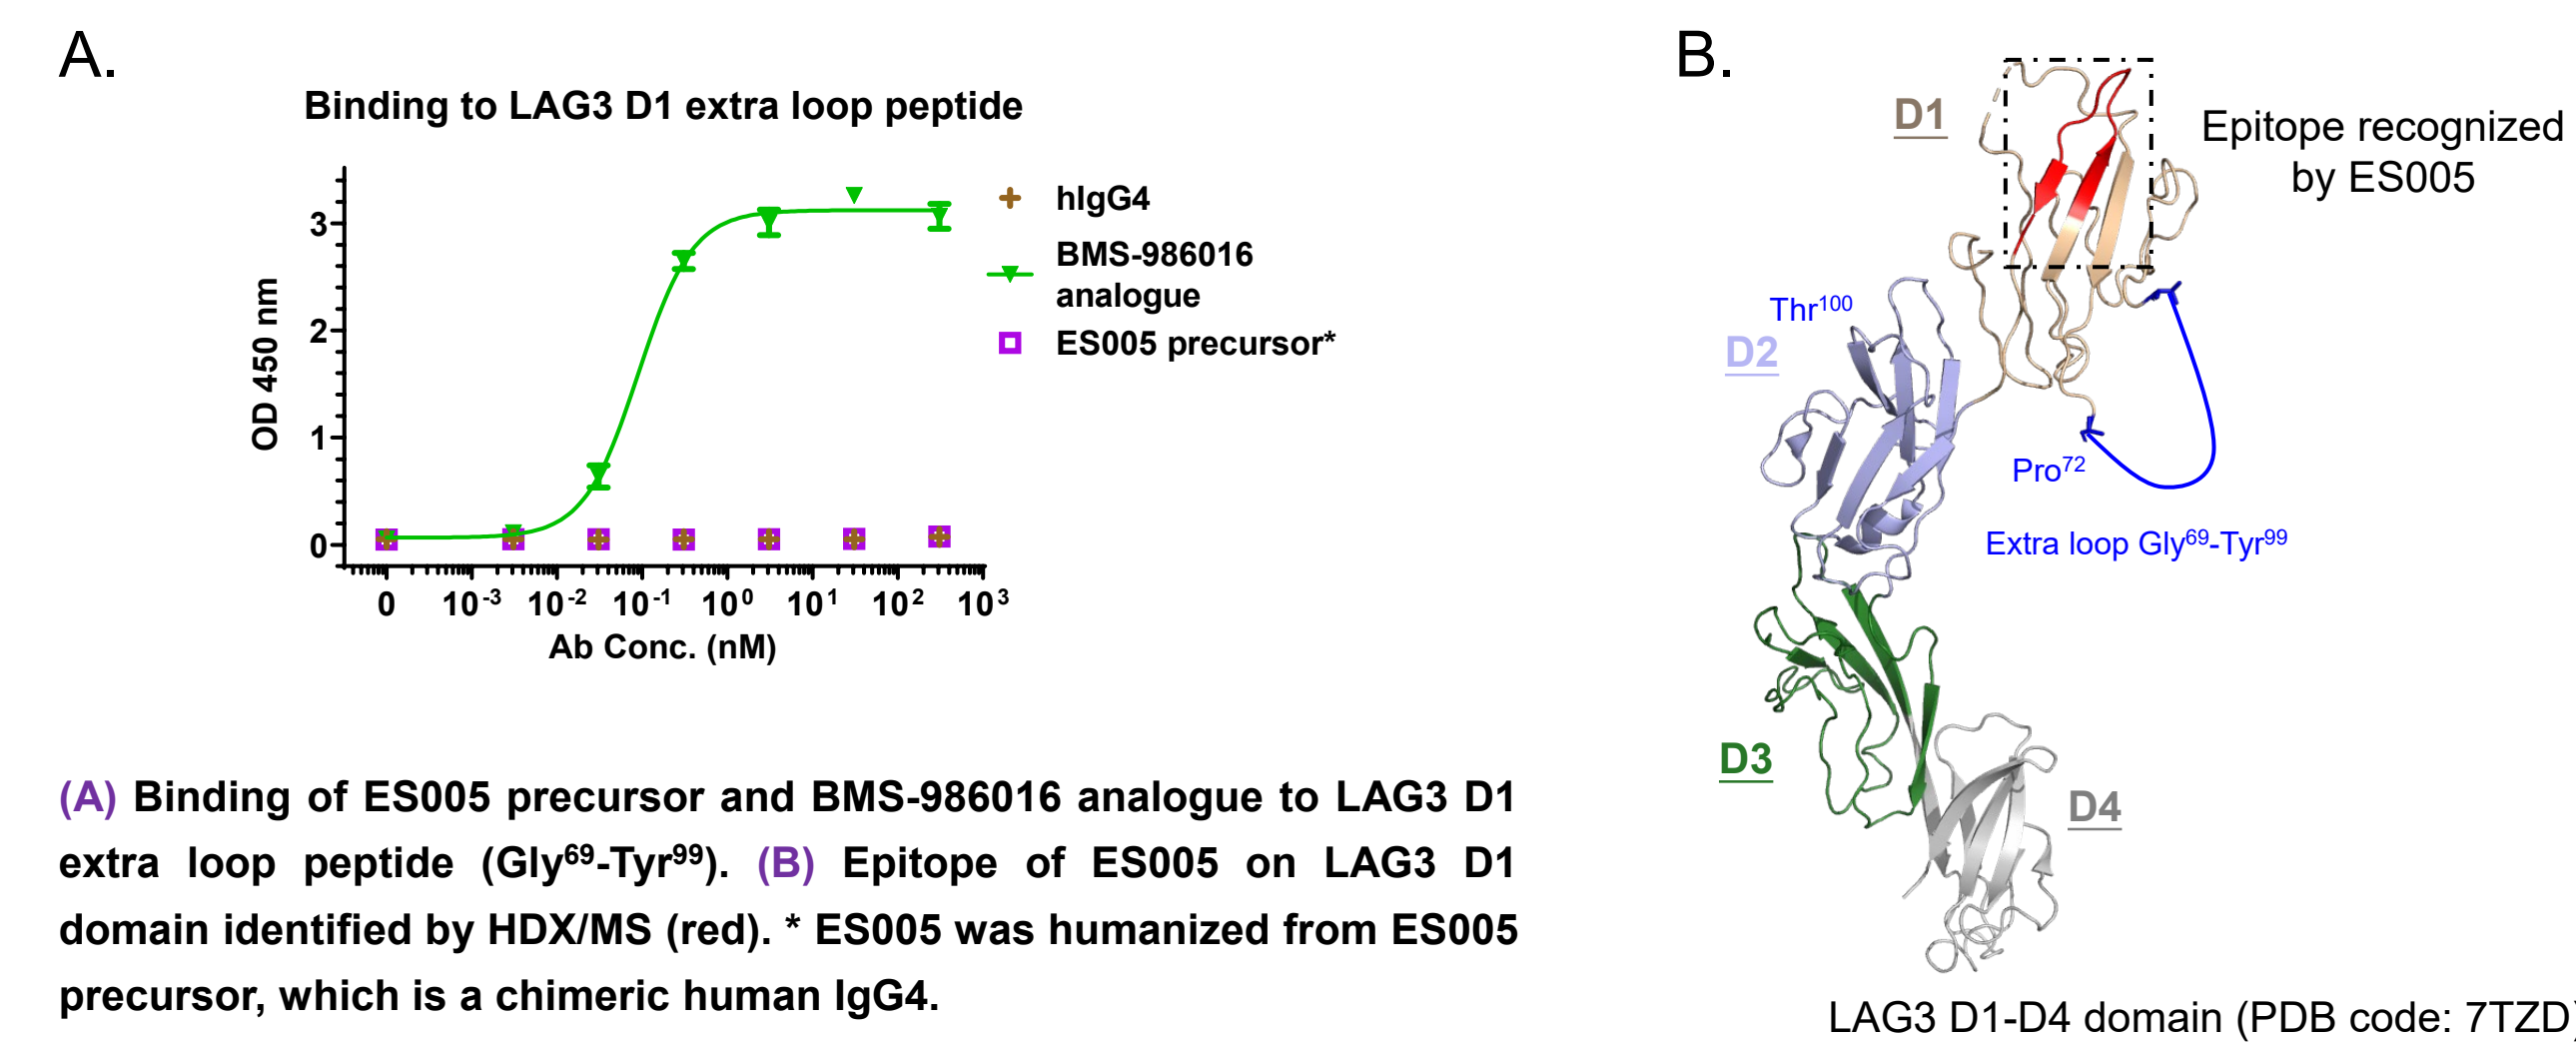 A.
Binding to LAG3 D1 extra loop peptide
OD 450 nm
3
2
1
0
0 10⁻³ 10⁻² 10⁻¹ 10⁰ 10¹ 10² 10³
Ab Conc. (nM)
hIgG4
BMS-986016
analogue
ES005 precursor*
(A) Binding of ES005 precursor and BMS-986016 analogue to LAG3 D1
extra loop peptide (Gly⁶⁹-Tyr⁹⁹). (B) Epitope of ES005 on LAG3 D1
domain identified by HDX/MS (red). * ES005 was humanized from ES005
precursor, which is a chimeric human IgG4.
B.
D1
Epitope recognized
by ES005
Thr¹⁰⁰
D2
Pro⁷²
Extra loop Gly⁶⁹-Tyr⁹⁹
D3
D4
LAG3 D1-D4 domain (PDB code: 7TZD)